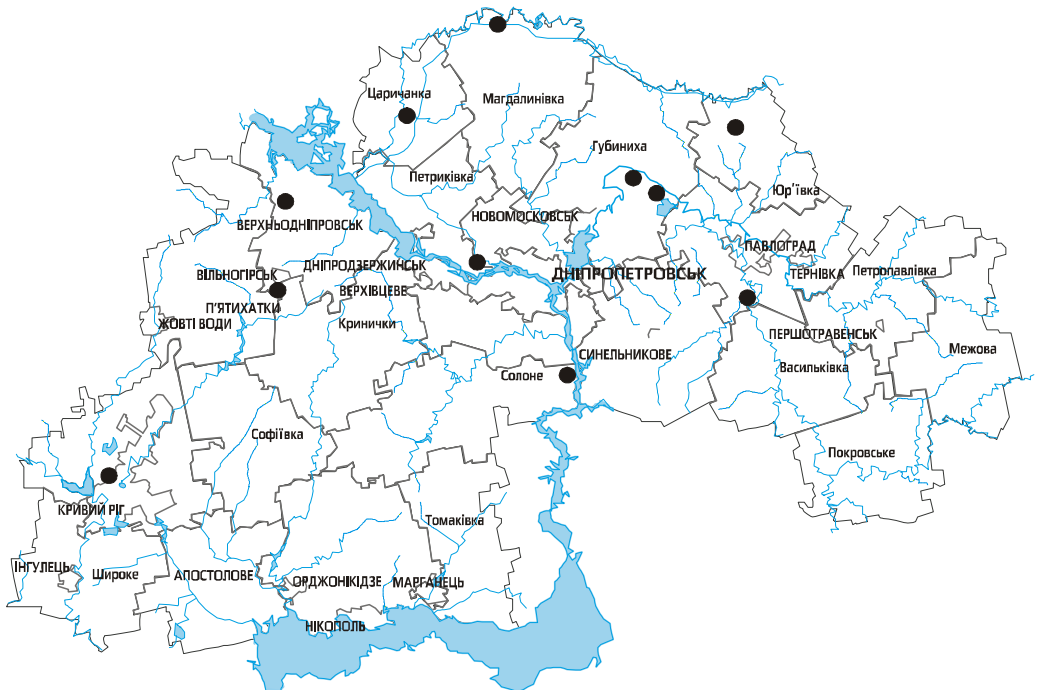 Царичанка
Магдалинівка
Губиниха
Петриківка
Юр'ївка
НОВОМОСКОВСЬК
ВЕРХНЬОДНІПРОВСЬК
ПАВЛОГРАД
ДНІПРОДЗЕРЖИНСЬК
ДНІПРОПЕТРОВСЬК
ТЕРНІВКА
Петропавлівка
ВІЛЬНОГІРСЬК
ВЕРХІВЦЕВЕ
П'ЯТИХАТКИ
ЖОВТІ ВОДИ
Кринички
ПЕРШОТРАВЕНСЬК
Межова
СИНЕЛЬНИКОВЕ
Васильківка
Солоне
Софіївка
Покровське
КРИВИЙ РІГ
Томаківка
ІНГУЛЕЦЬ
Широке
АПОСТОЛОВЕ
ОРДЖОНІКІДЗЕ
МАРГАНЕЦЬ
НІКОПОЛЬ